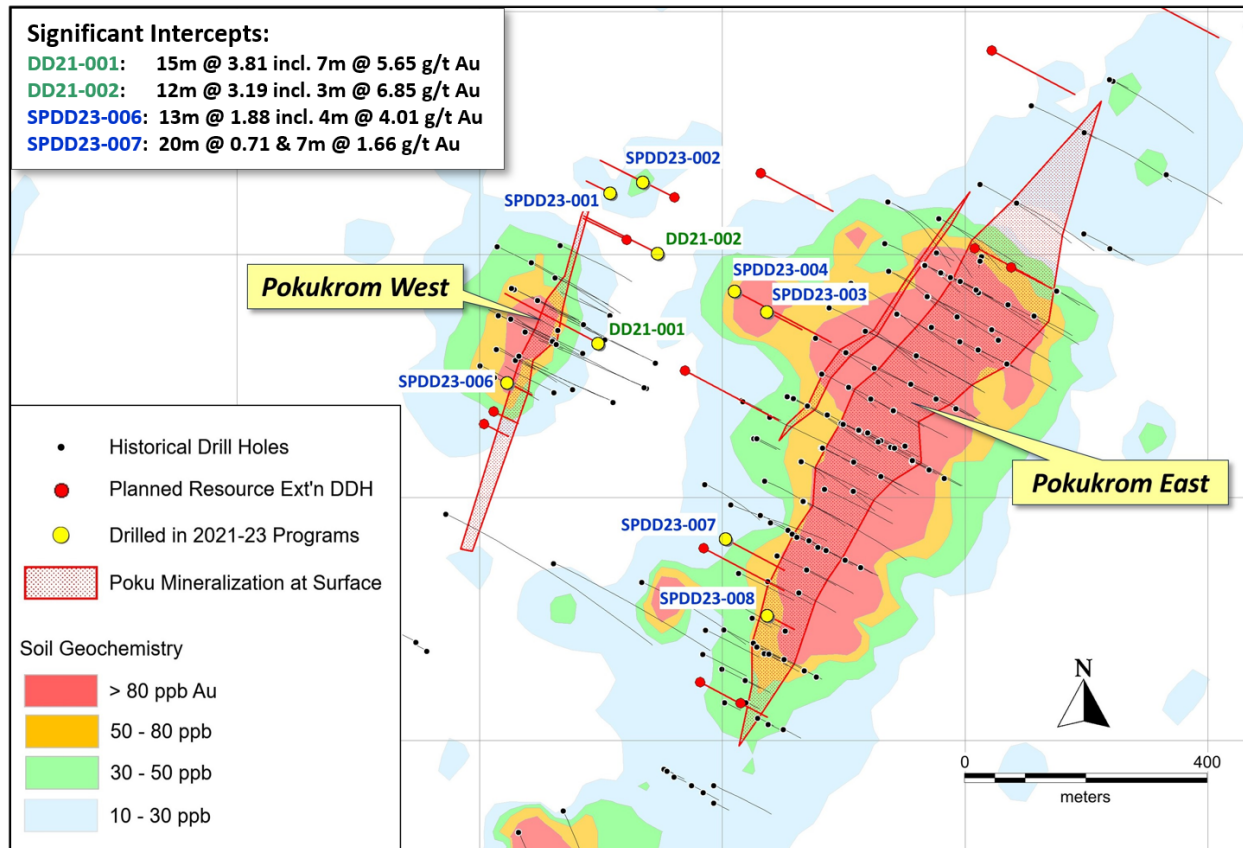 Significant Intercepts:
DD21-001: 15m @ 3.81 incl. 7m @ 5.65 g/t Au
DD21-002: 12m @ 3.19 incl. 3m @ 6.85 g/t Au
SPDD23-006: 13m @ 1.88 incl. 4m @ 4.01 g/t Au
SPDD23-007: 20m @ 0.71 & 7m @ 1.66 g/t Au
SPDD23-002
SPDD23-001
DD21-002
SPDD23-004
SPDD23-003
Pokukrom West
DD21-001
SPDD23-006
Pokukrom East
SPDD23-007
SPDD23-008
Historical Drill Holes
Planned Resource Ext'n DDH
Drilled in 2021-23 Programs
Poku Mineralization at Surface
Soil Geochemistry
> 80 ppb Au
50 - 80 ppb
30 - 50 ppb
10 - 30 ppb
N
0 400
meters